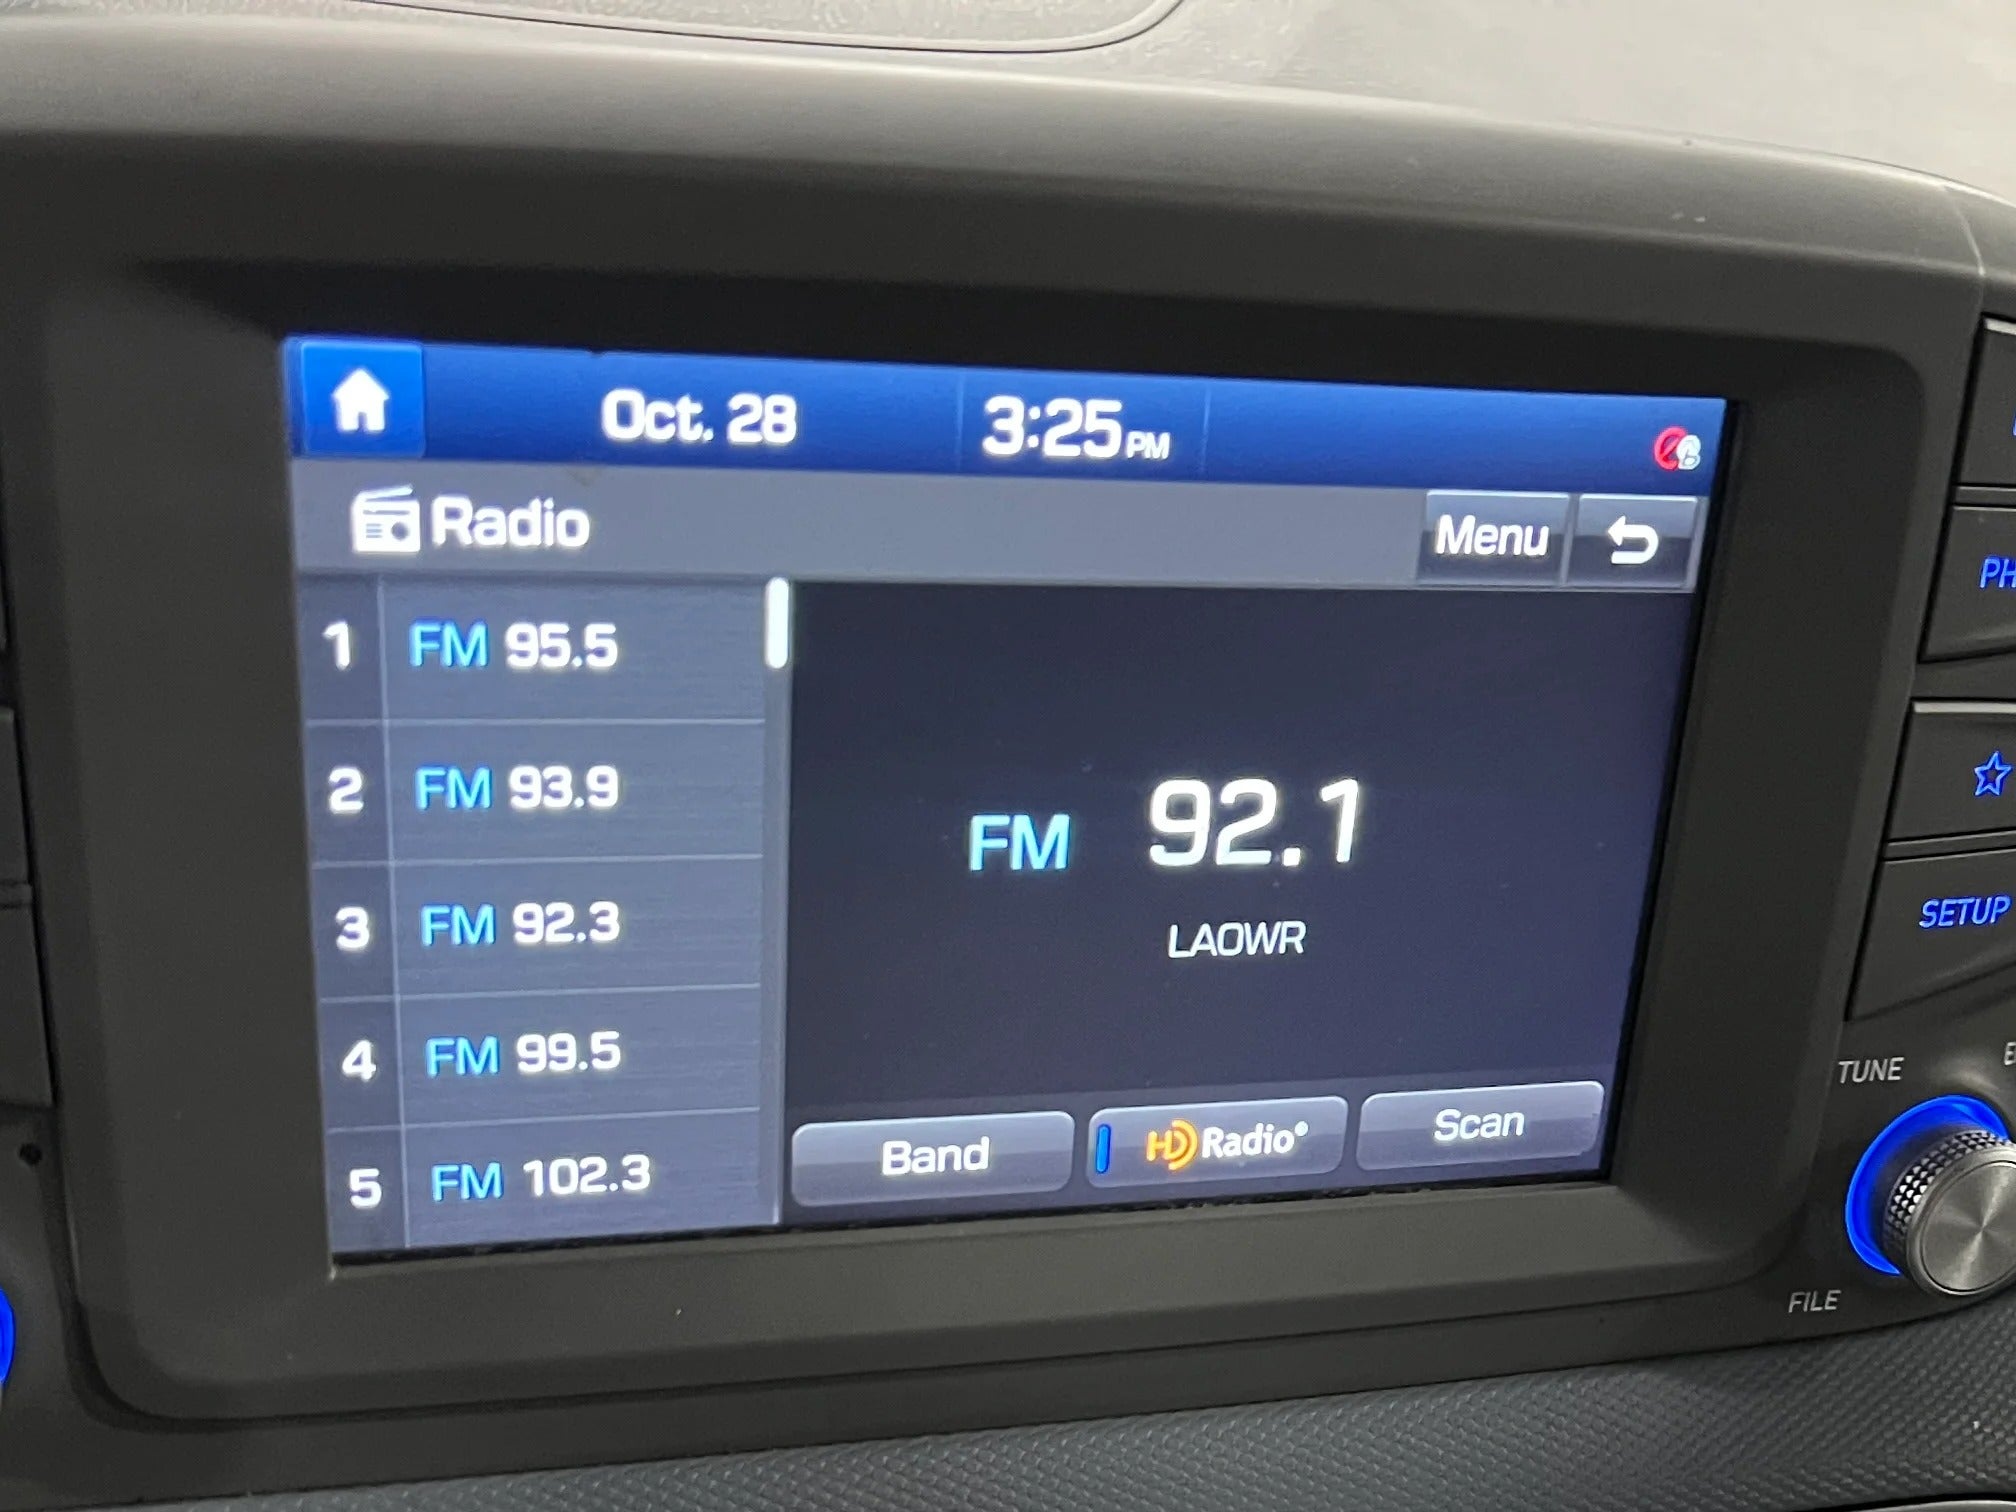 Oct. 28
3:25 PM
Radio
Menu
1 FM 95.5
2 FM 93.9
3 FM 92.3
4 FM 99.5
5 FM 102.3
FM 92.1
LAOWR
Band
HD Radio®
Scan
SETUP
TUNE
FILE